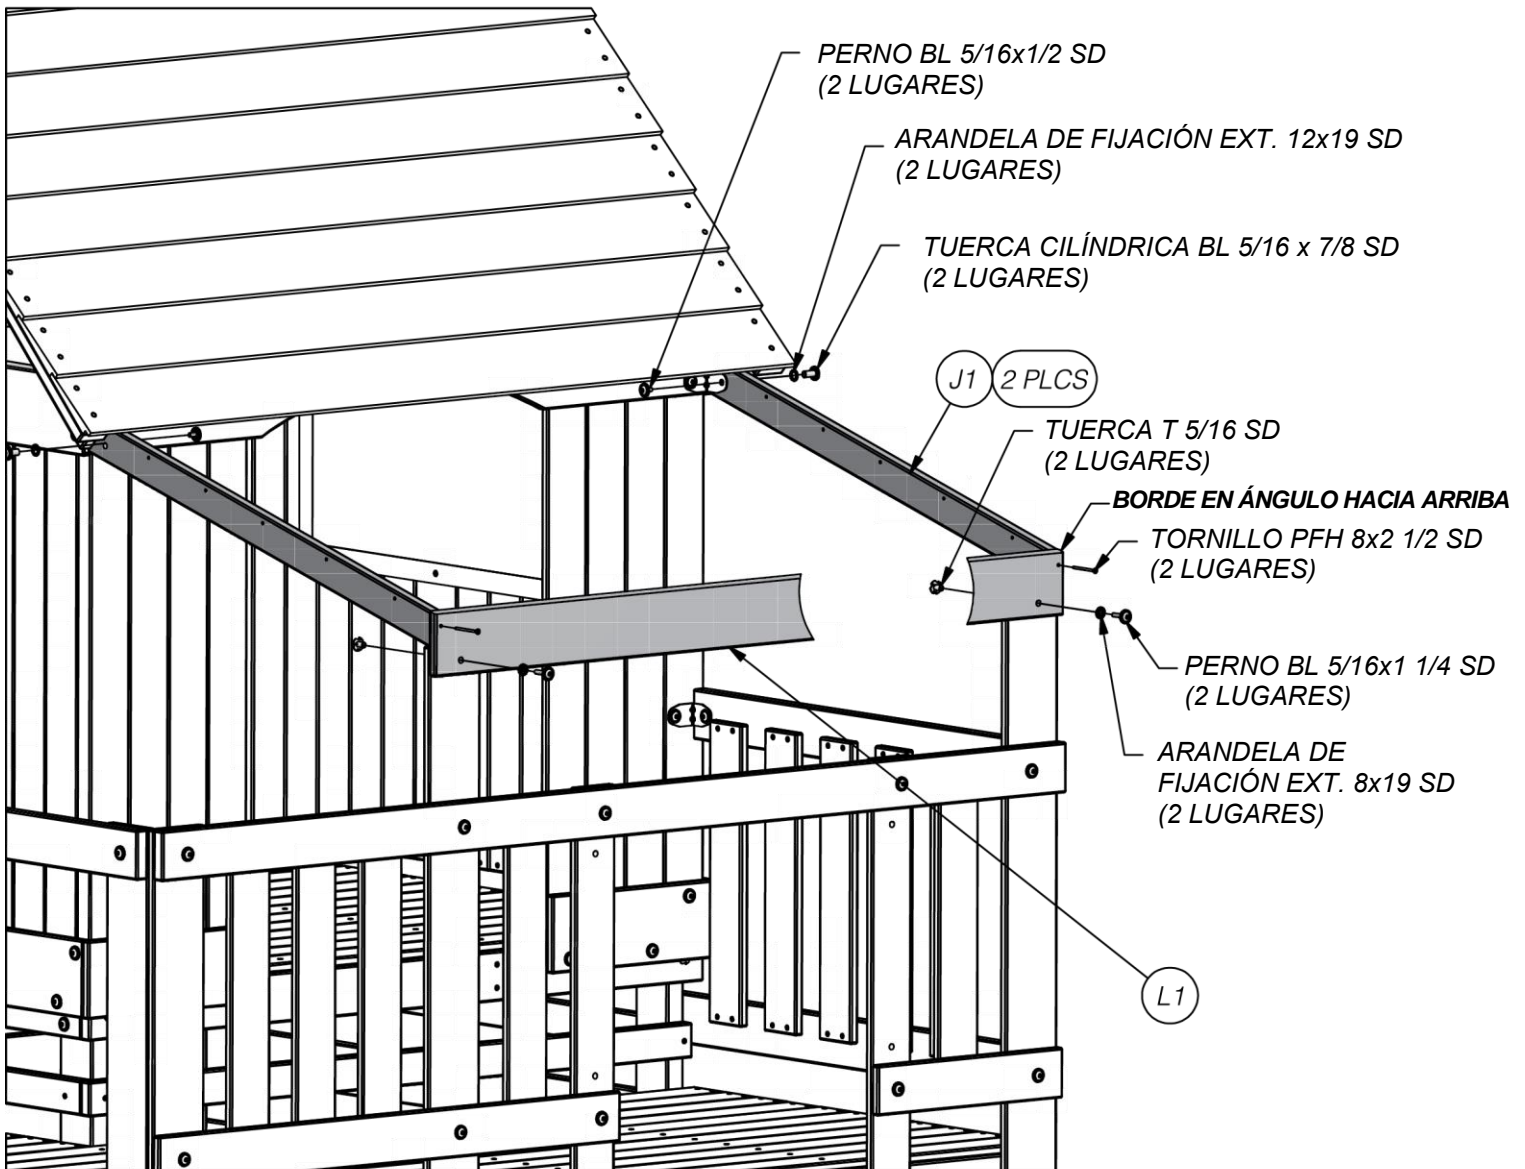 PERNO BL 5/16x1/2 SD
(2 LUGARES)
ARANDELA DE FIJACIÓN EXT. 12x19 SD
(2 LUGARES)
TUERCA CILÍNDRICA BL 5/16 x 7/8 SD
(2 LUGARES)
J1 2 PLCS
TUERCA T 5/16 SD
(2 LUGARES)
BORDE EN ÁNGULO HACIA ARRIBA
TORNILLO PFH 8x2 1/2 SD
(2 LUGARES)
PERNO BL 5/16x1 1/4 SD
(2 LUGARES)
ARANDELA DE
FIJACIÓN EXT. 8x19 SD
(2 LUGARES)
L1